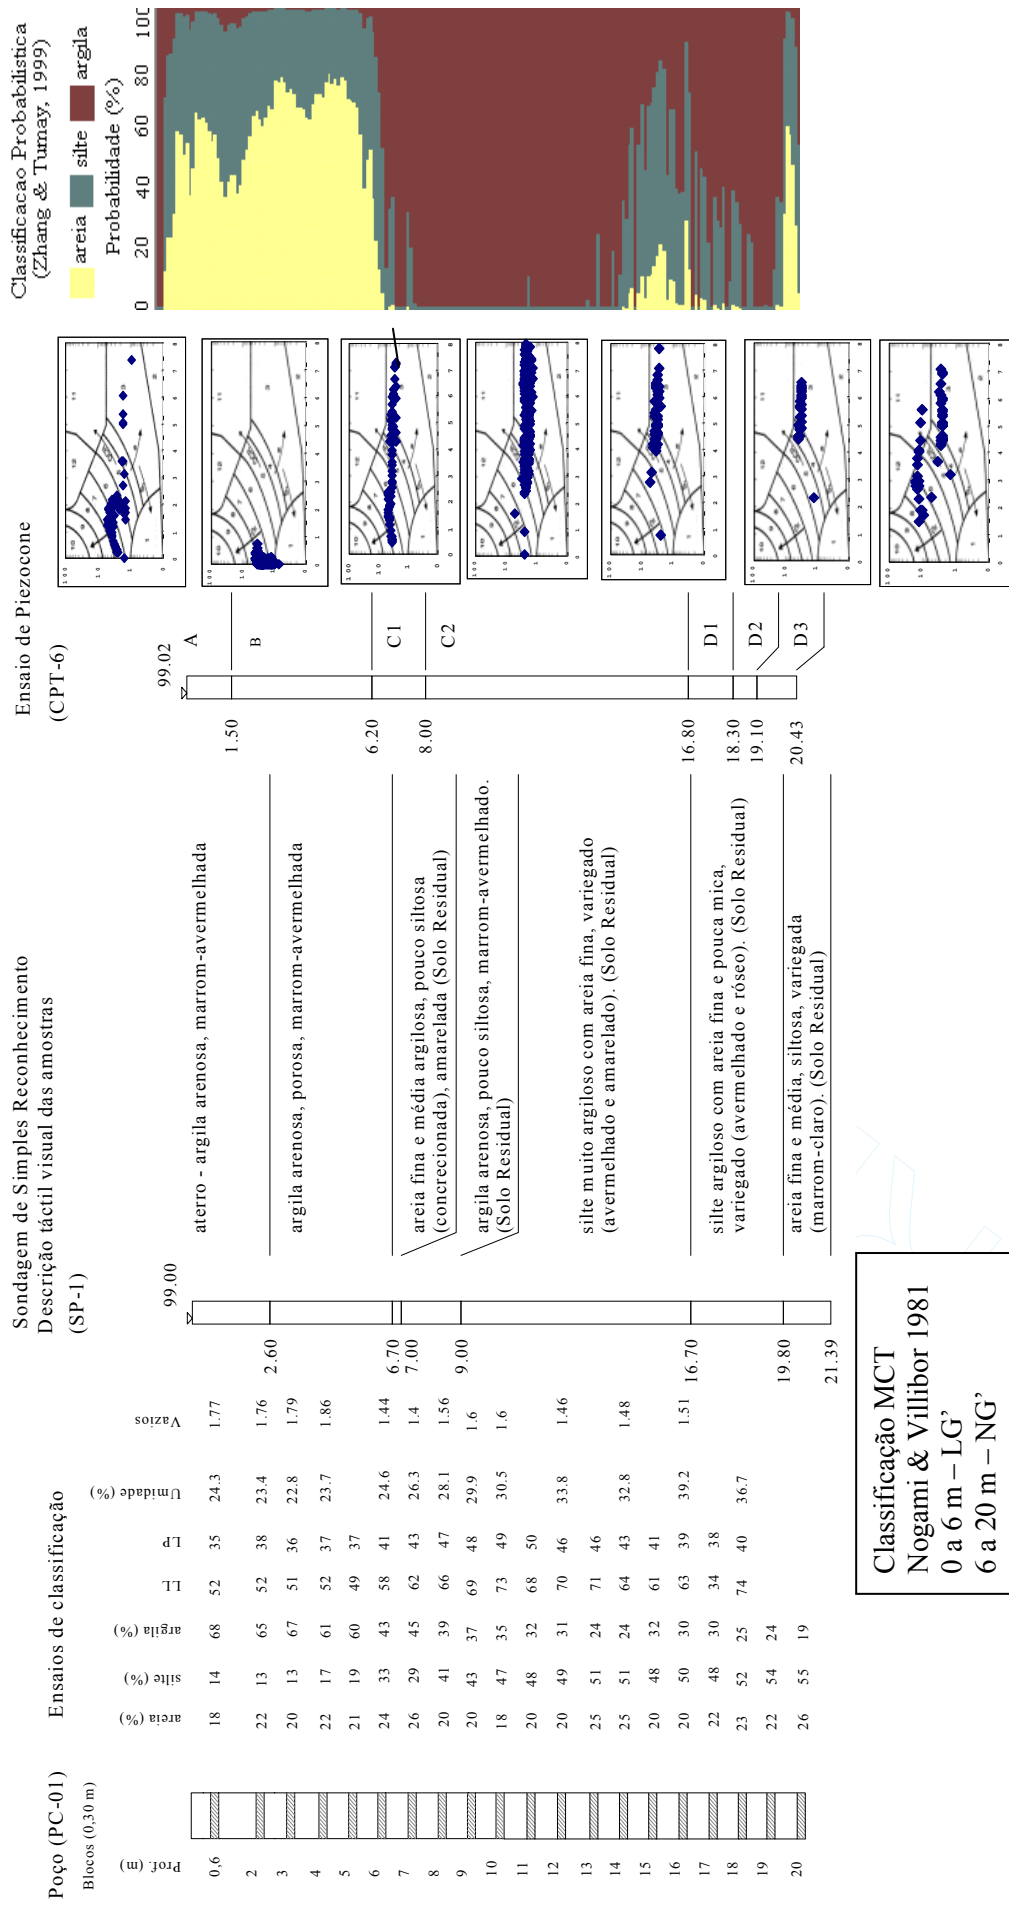 Poço (PC-01)
Blocos (0,30 m)
Ensaios de classificação
Sondagem de Simples Reconhecimento
Descrição táctil visual das amostras
(SP-1)
Ensaio de Piezocone
(CPT-6)
Classificacao Probabilistica
(Zhang & Tumay, 1999)
areia silte argila
Probabilidade (%)
0 20 40 60 80 100
Prof. (m) areia (%) silte (%) argila (%) LL LP Umidade (%) Vazios
0,6 18 14 68 52 35 24.3 1.77
2 22 13 65 52 38 23.4 1.76
3 20 13 67 51 36 22.8 1.79
4 22 17 61 52 37 23.7 1.86
5 21 19 60 49 37
6 24 33 43 58 41 24.6 1.44
7 26 29 45 62 43 26.3 1.4
8 20 41 39 66 47 28.1 1.56
9 20 43 37 69 48 29.9 1.6
10 18 47 35 73 49 30.5 1.6
11 20 48 32 68 50
12 20 49 31 70 46 33.8 1.46
13 25 51 24 71 46
14 25 51 24 64 43 32.8 1.48
15 20 48 32 61 41
16 20 50 30 63 39 39.2 1.51
17 22 48 30 34 38
18 23 52 25 74 40 36.7
19 22 54 24
20 26 55 19
99.00
2.60
6.70
7.00
9.00
16.70
19.80
21.39
aterro - argila arenosa, marrom-avermelhada
argila arenosa, porosa, marrom-avermelhada
areia fina e média argilosa, pouco siltosa
(concrecionada), amarelada (Solo Residual)
argila arenosa, pouco siltosa, marrom-avermelhado.
(Solo Residual)
silte muito argiloso com areia fina, variegado
(avermelhado e amarelado). (Solo Residual)
silte argiloso com areia fina e pouca mica,
variegado (avermelhado e róseo). (Solo Residual)
areia fina e média, siltosa, variegada
(marrom-claro). (Solo Residual)
99.02
1.50
6.20
8.00
16.80
18.30
19.10
20.43
A
B
C1
C2
D1
D2
D3
Classificação MCT
Nogami & Villibor 1981
0 a 6 m – LG’
6 a 20 m – NG’